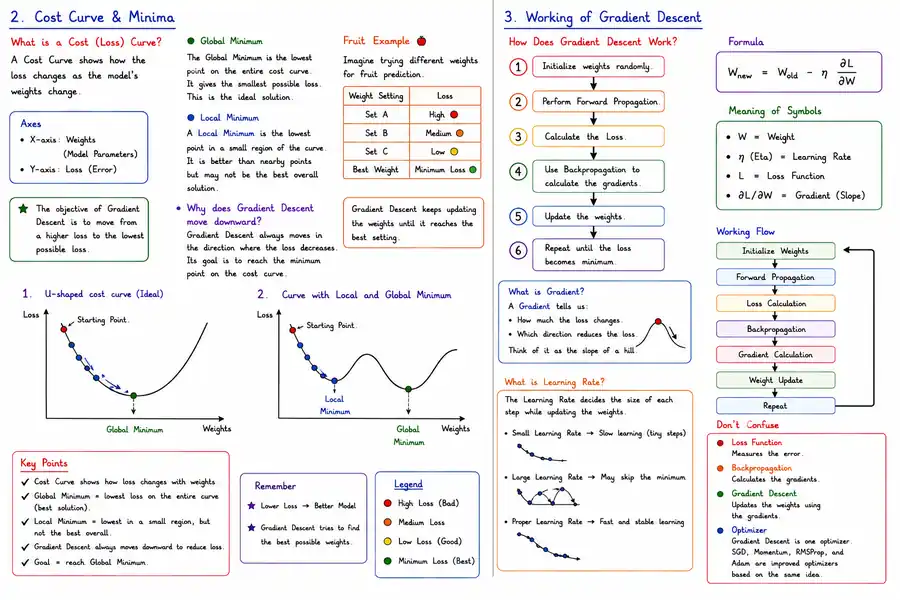 2. Cost Curve & Minima
What is a Cost (Loss) Curve?
A Cost Curve shows how the
loss changes as the model's
weights change.
Axes
• X-axis: Weights
(Model Parameters)
• Y-axis: Loss (Error)
★ The objective of Gradient
Descent is to move from
a higher loss to the lowest
possible loss.
Global Minimum
The Global Minimum is the lowest
point on the entire cost curve.
It gives the smallest possible loss.
This is the ideal solution.
Local Minimum
A Local Minimum is the lowest
point in a small region of the curve.
It is better than nearby points
but may not be the best overall
solution.
• Why does Gradient Descent
move downward?
Gradient Descent always moves in
the direction where the loss decreases.
Its goal is to reach the minimum
point on the cost curve.
Fruit Example
Imagine trying different weights
for fruit prediction.
Weight Setting Loss
Set A High
Set B Medium
Set C Low
Best Weight Minimum Loss
Gradient Descent keeps updating
the weights until it reaches the
best setting.
1. U-shaped cost curve (Ideal)
Loss
Starting Point.
Global Minimum
Weights
2. Curve with Local and Global Minimum
Loss
Starting Point.
Local
Minimum
Global
Minimum
Weights
Key Points
✓ Cost Curve shows how loss changes with weights
✓ Global Minimum = lowest loss on the entire curve
(best solution).
✓ Local Minimum = lowest in a small region, but
not the best overall.
✓ Gradient Descent always moves downward to reduce loss.
✓ Goal = reach Global Minimum.
Remember
★ Lower Loss → Better Model
★ Gradient Descent tries to find
the best possible weights.
Legend
High Loss (Bad)
Medium Loss
Low Loss (Good)
Minimum Loss (Best)
3. Working of Gradient Descent
How Does Gradient Descent Work?
1 Initialize weights randomly.
2 Perform Forward Propagation.
3 Calculate the Loss.
4 Use Backpropagation to
calculate the gradients.
5 Update the weights.
6 Repeat until the loss
becomes minimum.
What is Gradient?
A Gradient tells us:
• How much the loss changes.
• Which direction reduces the loss.
Think of it as the slope of a hill.
What is Learning Rate?
The Learning Rate decides the size of each
step while updating the weights.
• Small Learning Rate → Slow learning (tiny steps)
• Large Learning Rate → May skip the minimum
• Proper Learning Rate → Fast and stable learning
Formula
W_new = W_old - η ∂L/∂W
Meaning of Symbols
• W = Weight
• η (Eta) = Learning Rate
• L = Loss Function
• ∂L/∂W = Gradient (Slope)
Working Flow
Initialize Weights
Forward Propagation
Loss Calculation
Backpropagation
Gradient Calculation
Weight Update
Repeat
Don't Confuse
Loss Function
Measures the error.
Backpropagation
Calculates the gradients.
Gradient Descent
Updates the weights using
the gradients.
Optimizer
Gradient Descent is one optimizer.
SGD, Momentum, RMSProp, and
Adam are improved optimizers
based on the same idea.